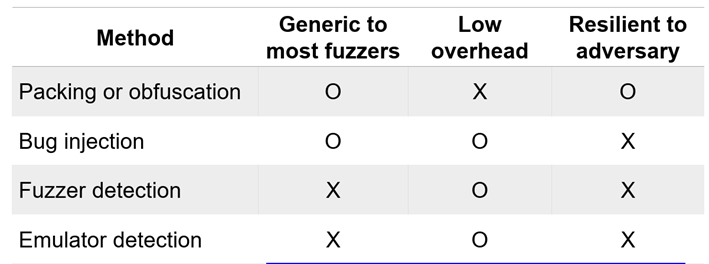 Method Generic to most fuzzers Low overhead Resilient to adversary
Packing or obfuscation O X O
Bug injection O O X
Fuzzer detection X O X
Emulator detection X O X